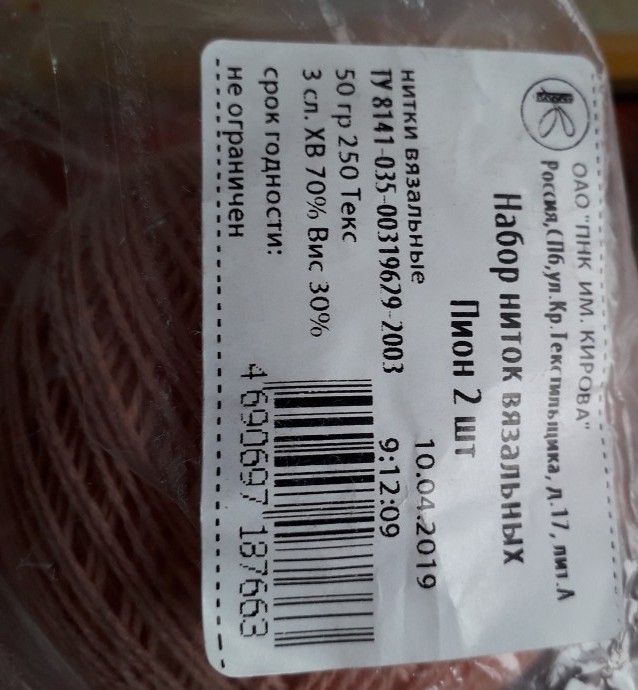 ОАО "ПНК ИМ. КИРОВА"
Россия,СПб,ул.Кр.Текстильщика, д.17, лит.А
Набор ниток вязальных
Пион 2 шт
нитки вязальные
10.04.2019
ТУ 8141-035-00319679-2003
9:12:09
50 гр 250 Текс
3 сл. ХВ 70% Вис 30%
срок годности:
не ограничен
4 690697 187663